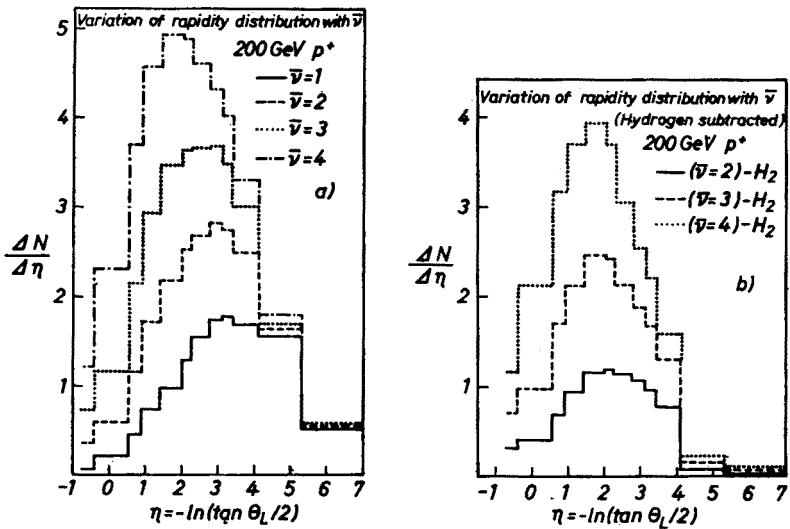 Variation of rapidity distribution with ν̄
200 GeV p⁺
ν̄=1
ν̄=2
ν̄=3
ν̄=4
a)
5
4
3
2
1
ΔN
Δη
-1 0 1 2 3 4 5 6 7
η=-ln(tan θ_L/2)
Variation of rapidity distribution with ν̄
(Hydrogen subtracted)
200 GeV p⁺
(ν̄=2)-H₂
(ν̄=3)-H₂
(ν̄=4)-H₂
b)
4
3
2
1
ΔN
Δη
-1 0 1 2 3 4 5 6 7
η=-ln(tan θ_L/2)